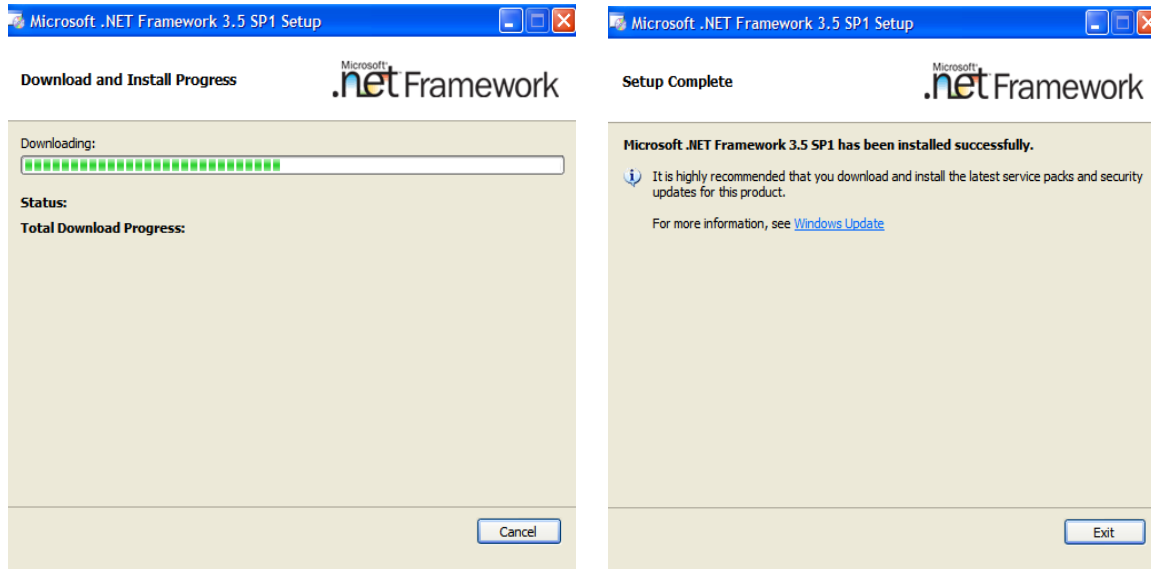 Microsoft .NET Framework 3.5 SP1 Setup
Download and Install Progress
Microsoft
.net Framework
Downloading:
Status:
Total Download Progress:
Cancel
Microsoft .NET Framework 3.5 SP1 Setup
Setup Complete
Microsoft
.net Framework
Microsoft .NET Framework 3.5 SP1 has been installed successfully.
It is highly recommended that you download and install the latest service packs and security
updates for this product.
For more information, see Windows Update
Exit